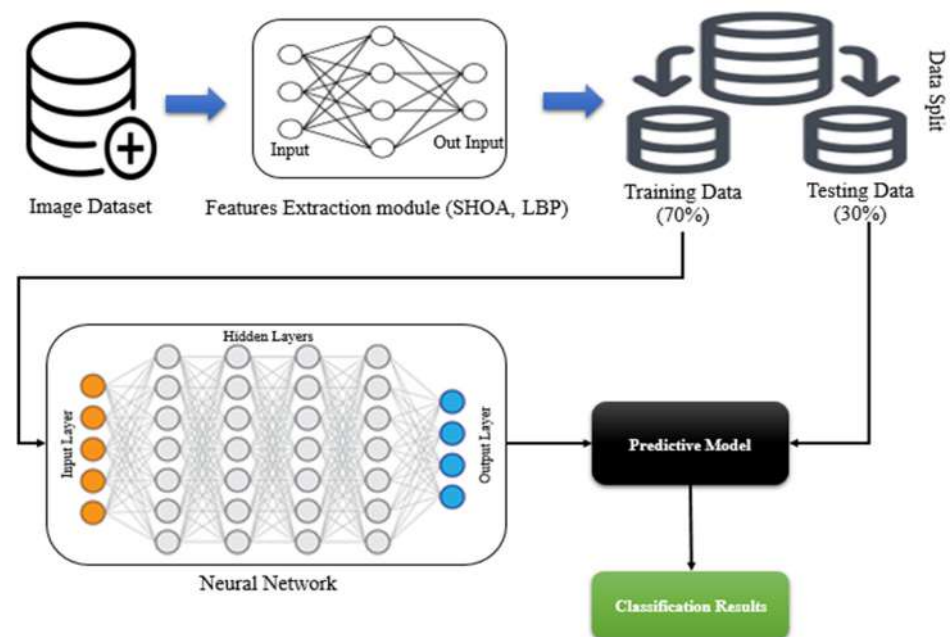 Input
Out Input
Data Split
Image Dataset
Features Extraction module (SHOA, LBP)
Training Data
(70%)
Testing Data
(30%)
Hidden Layers
Input Layer
Output Layer
Predictive Model
Neural Network
Classification Results